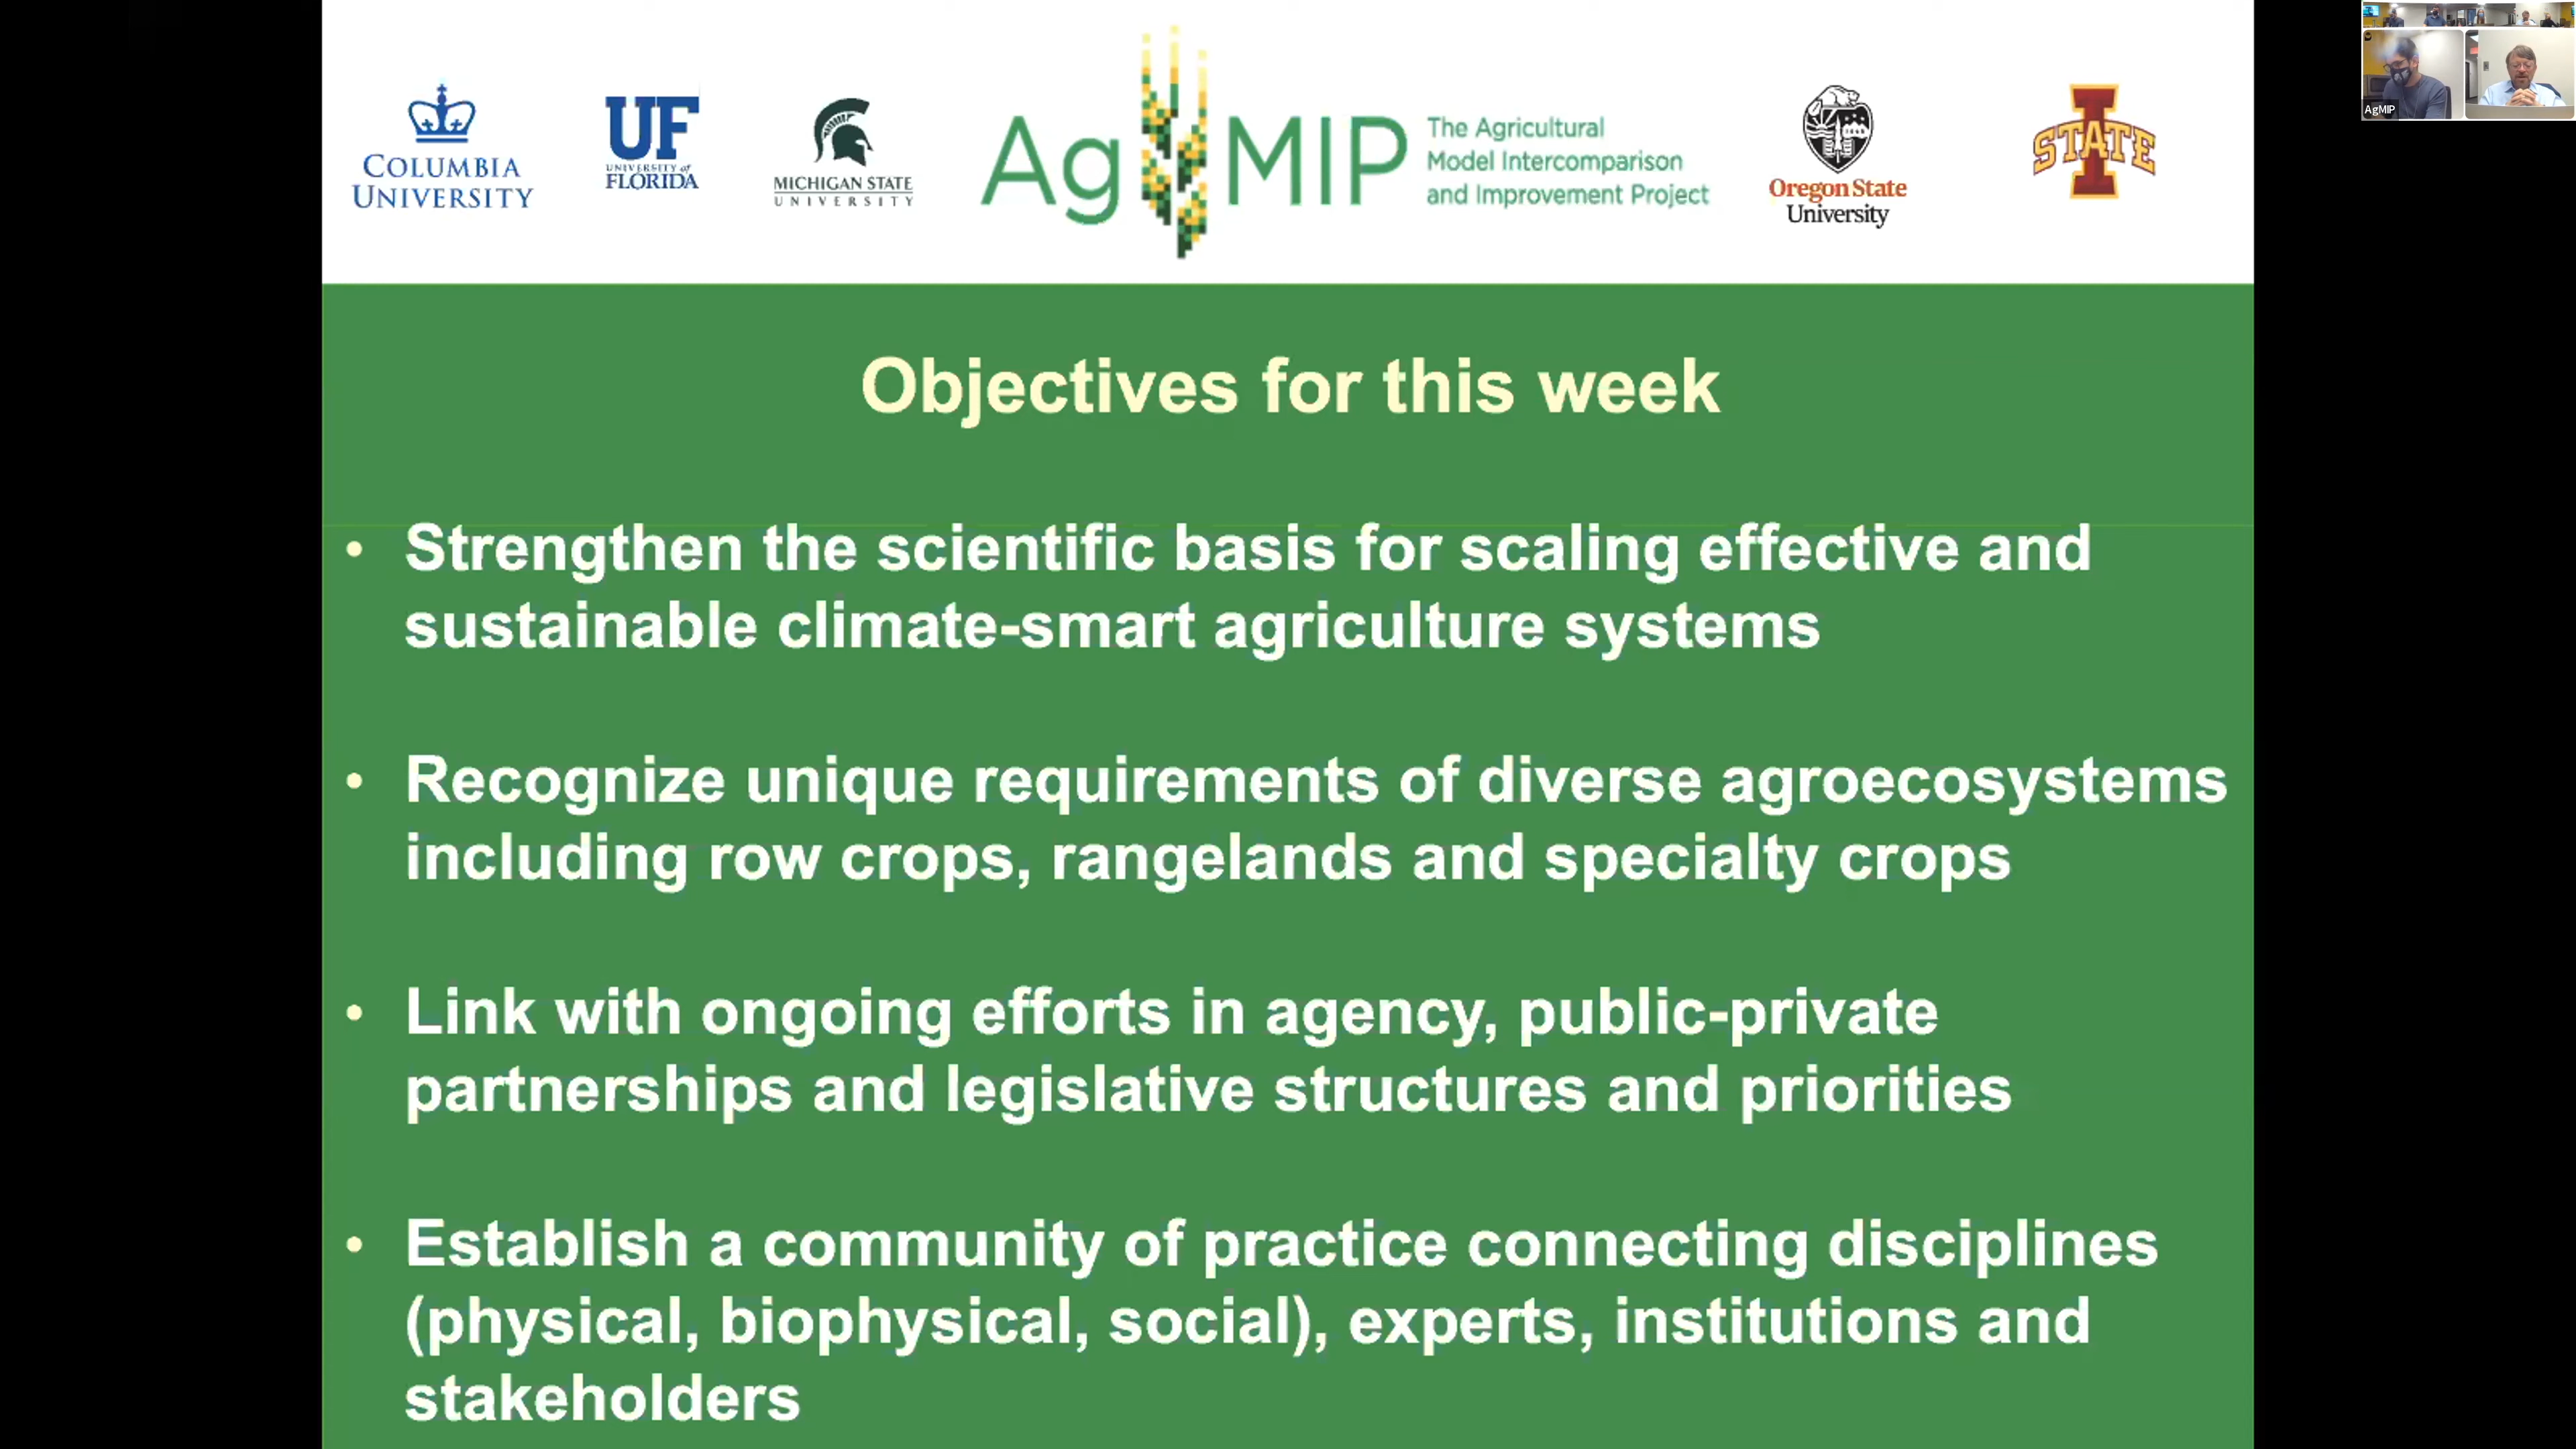 COLUMBIA
UNIVERSITY
UF
UNIVERSITY of
FLORIDA
MICHIGAN STATE
UNIVERSITY
AgMIP
The Agricultural
Model Intercomparison
and Improvement Project
Oregon State
University
I
STATE
AgMIP
Objectives for this week
• Strengthen the scientific basis for scaling effective and
sustainable climate-smart agriculture systems
• Recognize unique requirements of diverse agroecosystems
including row crops, rangelands and specialty crops
• Link with ongoing efforts in agency, public-private
partnerships and legislative structures and priorities
• Establish a community of practice connecting disciplines
(physical, biophysical, social), experts, institutions and
stakeholders